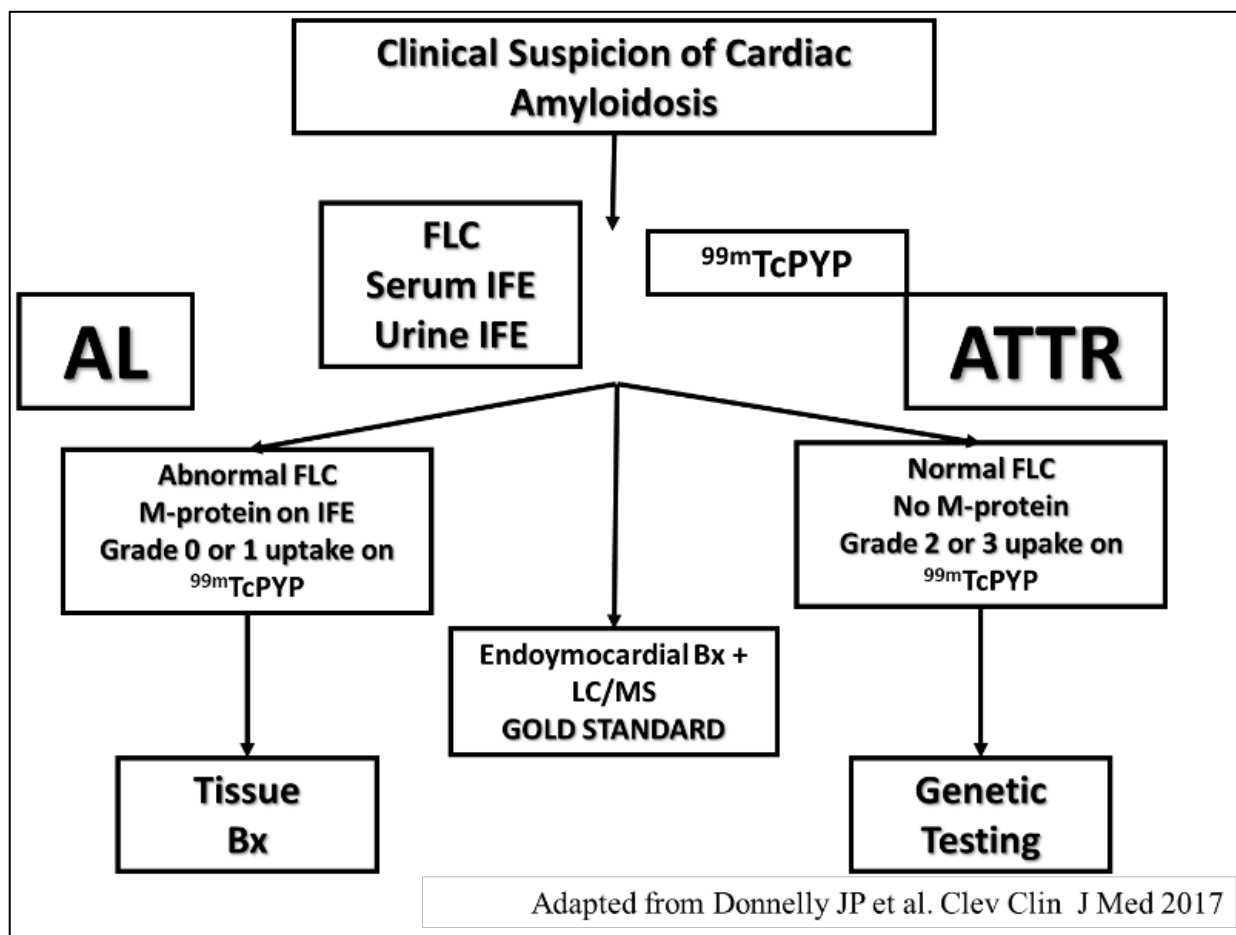 Clinical Suspicion of Cardiac
Amyloidosis
FLC
Serum IFE
Urine IFE
99mTcPYP
AL
ATTR
Abnormal FLC
M-protein on IFE
Grade 0 or 1 uptake on
99mTcPYP
Normal FLC
No M-protein
Grade 2 or 3 upake on
99mTcPYP
Endoymocardial Bx +
LC/MS
GOLD STANDARD
Tissue
Bx
Genetic
Testing
Adapted from Donnelly JP et al. Clev Clin J Med 2017